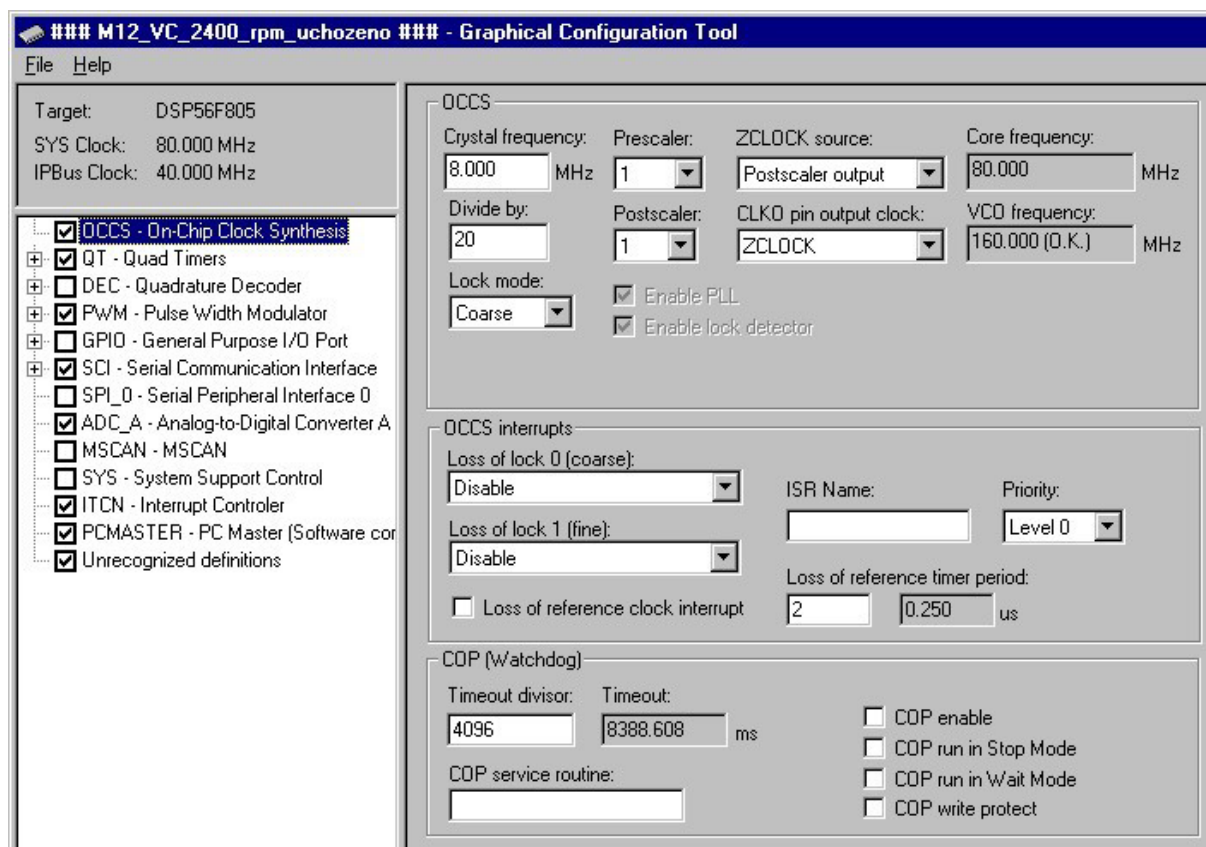 ### M12_VC_2400_rpm_uchozeno ### - Graphical Configuration Tool
File Help
Target: DSP56F805
SYS Clock: 80.000 MHz
IPBus Clock: 40.000 MHz
OCCS - On-Chip Clock Synthesis
QT - Quad Timers
DEC - Quadrature Decoder
PWM - Pulse Width Modulator
GPIO - General Purpose I/O Port
SCI - Serial Communication Interface
SPI_0 - Serial Peripheral Interface 0
ADC_A - Analog-to-Digital Converter A
MSCAN - MSCAN
SYS - System Support Control
ITCN - Interrupt Controler
PCMASTER - PC Master (Software cor
Unrecognized definitions
OCCS
Crystal frequency: Prescaler: ZCLOCK source: Core frequency:
8.000 MHz 1 Postscaler output 80.000 MHz
Divide by: Postscaler: CLKO pin output clock: VCO frequency:
20 1 ZCLOCK 160.000 (O.K.) MHz
Lock mode:
Coarse
Enable PLL
Enable lock detector
OCCS interrupts
Loss of lock 0 (coarse):
Disable
ISR Name: Priority:
Level 0
Loss of lock 1 (fine):
Disable
Loss of reference timer period:
Loss of reference clock interrupt 2 0.250 us
COP (Watchdog)
Timeout divisor: Timeout:
4096 8388.608 ms
COP service routine:
COP enable
COP run in Stop Mode
COP run in Wait Mode
COP write protect